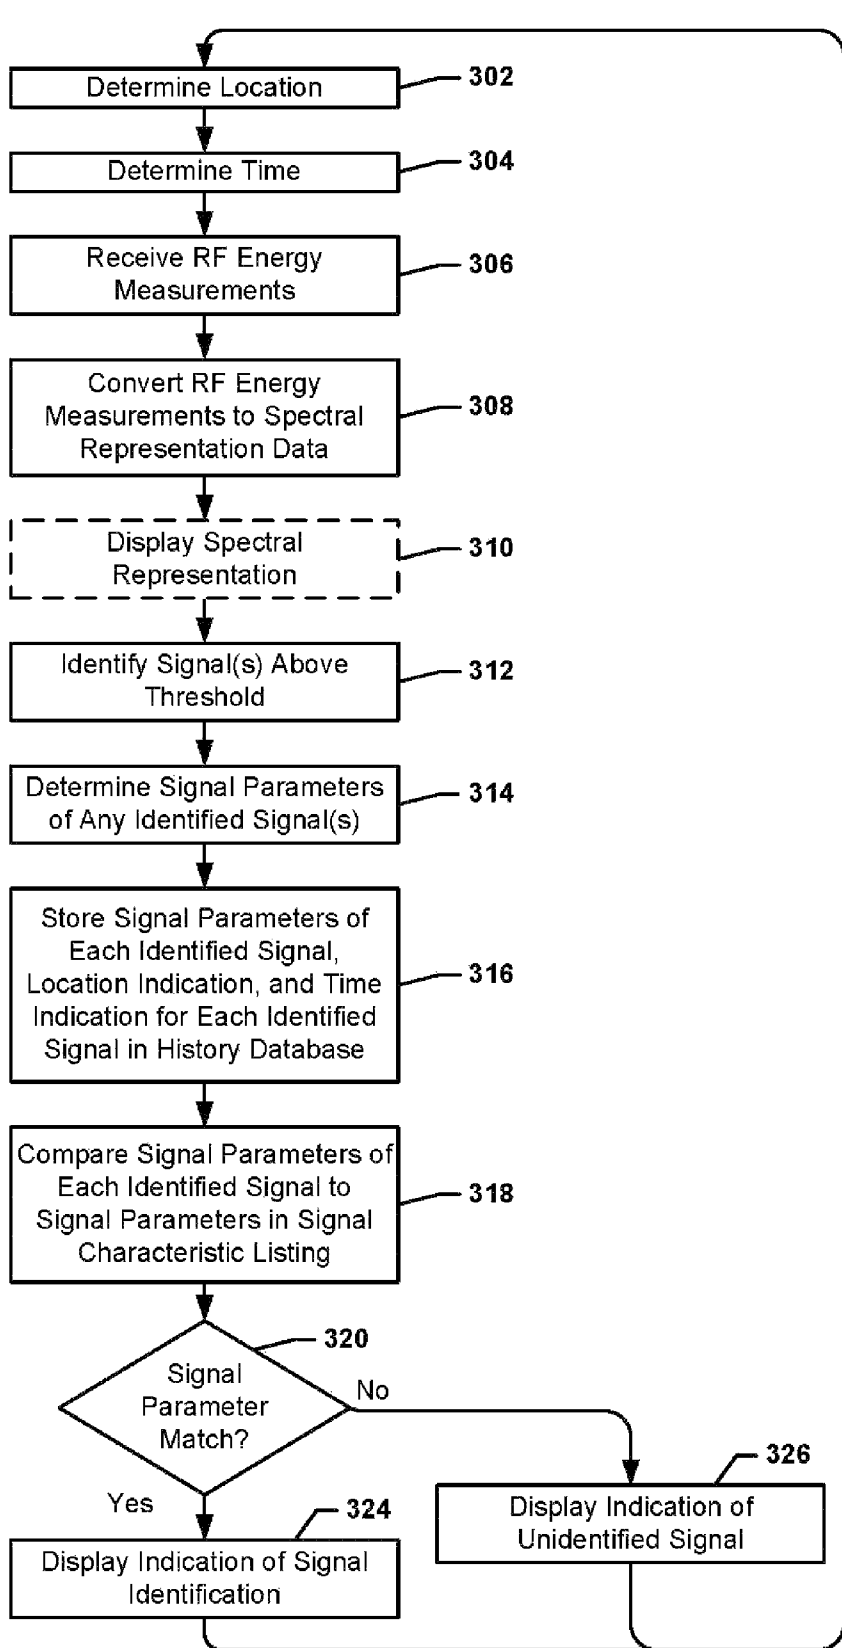 Determine Location
302
Determine Time
304
Receive RF Energy
Measurements
306
Convert RF Energy
Measurements to Spectral
Representation Data
308
Display Spectral
Representation
310
Identify Signal(s) Above
Threshold
312
Determine Signal Parameters
of Any Identified Signal(s)
314
Store Signal Parameters of
Each Identified Signal,
Location Indication, and Time
Indication for Each Identified
Signal in History Database
316
Compare Signal Parameters of
Each Identified Signal to
Signal Parameters in Signal
Characteristic Listing
318
320
Signal
Parameter
Match?
No
Yes
324
Display Indication of Signal
Identification
326
Display Indication of
Unidentified Signal